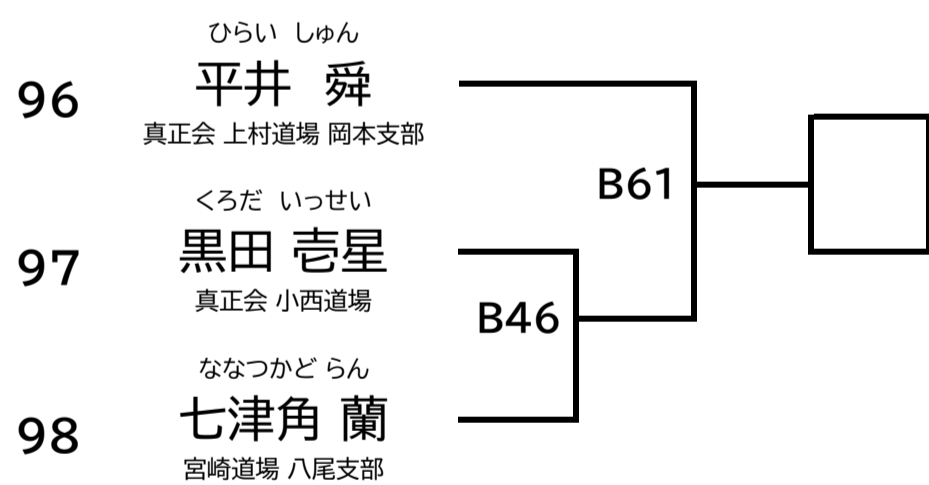 ひらい しゅん
96 平井 舜
真正会 上村道場 岡本支部
B61
くろだ いっせい
97 黒田 壱星
真正会 小西道場
B46
ななつかど らん
98 七津角 蘭
宮崎道場 八尾支部